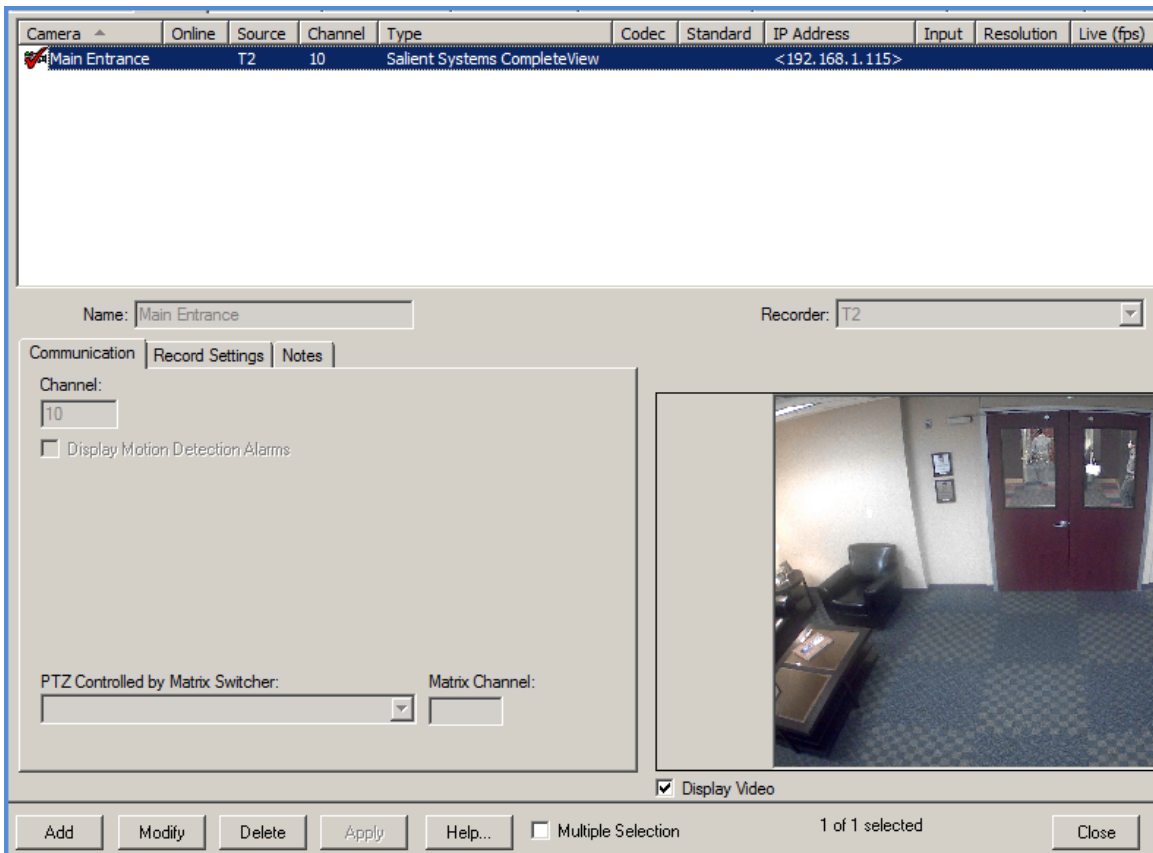 Camera Online Source Channel Type Codec Standard IP Address Input Resolution Live (fps)
Main Entrance T2 10 Salient Systems CompleteView <192.168.1.115>
Name: Main Entrance Recorder: T2
Communication Record Settings Notes
Channel:
10
Display Motion Detection Alarms
PTZ Controlled by Matrix Switcher: Matrix Channel:
Display Video
Add Modify Delete Apply Help... Multiple Selection 1 of 1 selected Close